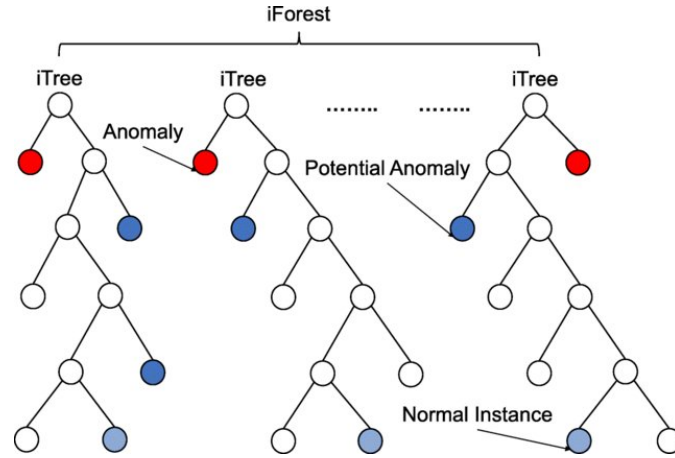 iForest
iTree
iTree
........
........
iTree
Anomaly
Potential Anomaly
Normal Instance